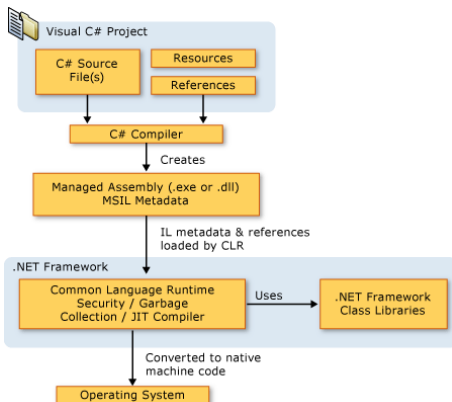 Visual C# Project
C# Source
File(s)
Resources
References
C# Compiler
Creates
Managed Assembly (.exe or .dll)
MSIL Metadata
IL metadata & references
loaded by CLR
.NET Framework
Common Language Runtime
Security / Garbage
Collection / JIT Compiler
Uses
.NET Framework
Class Libraries
Converted to native
machine code
Operating System